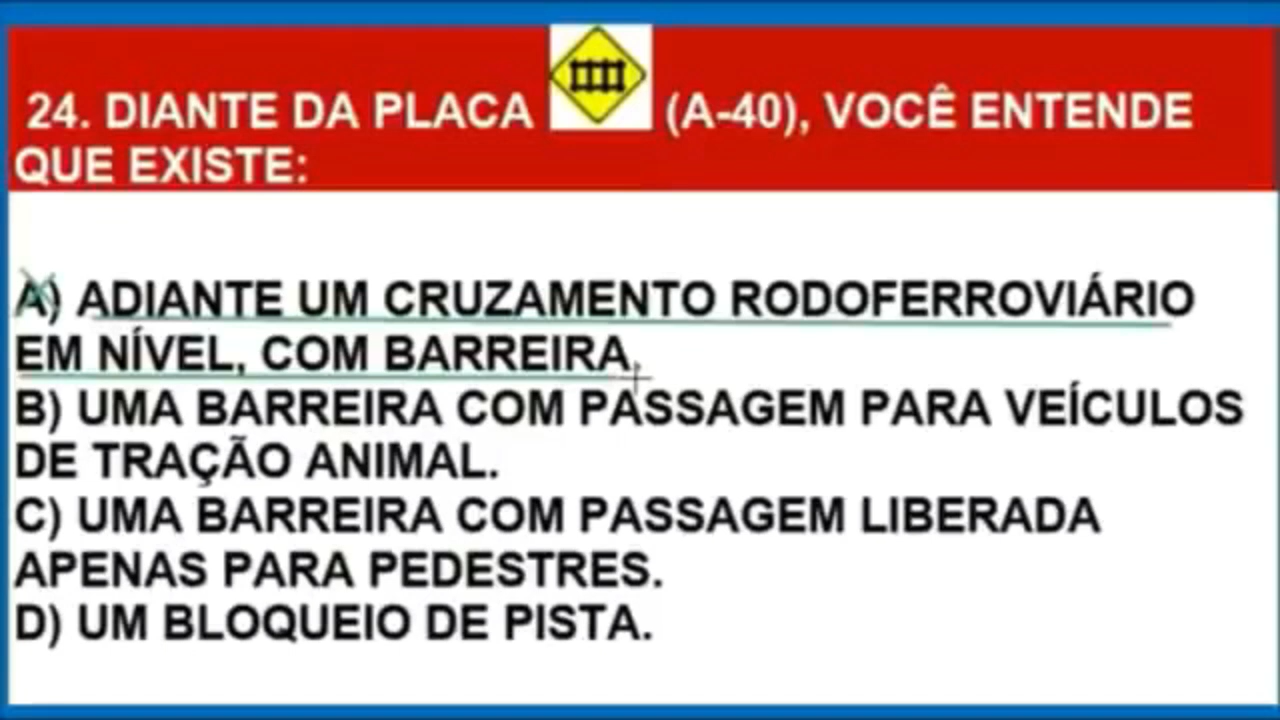 24. DIANTE DA PLACA (A-40), VOCÊ ENTENDE
QUE EXISTE:
A) ADIANTE UM CRUZAMENTO RODOFERROVIÁRIO
EM NÍVEL, COM BARREIRA.
B) UMA BARREIRA COM PASSAGEM PARA VEÍCULOS
DE TRAÇÃO ANIMAL.
C) UMA BARREIRA COM PASSAGEM LIBERADA
APENAS PARA PEDESTRES.
D) UM BLOQUEIO DE PISTA.